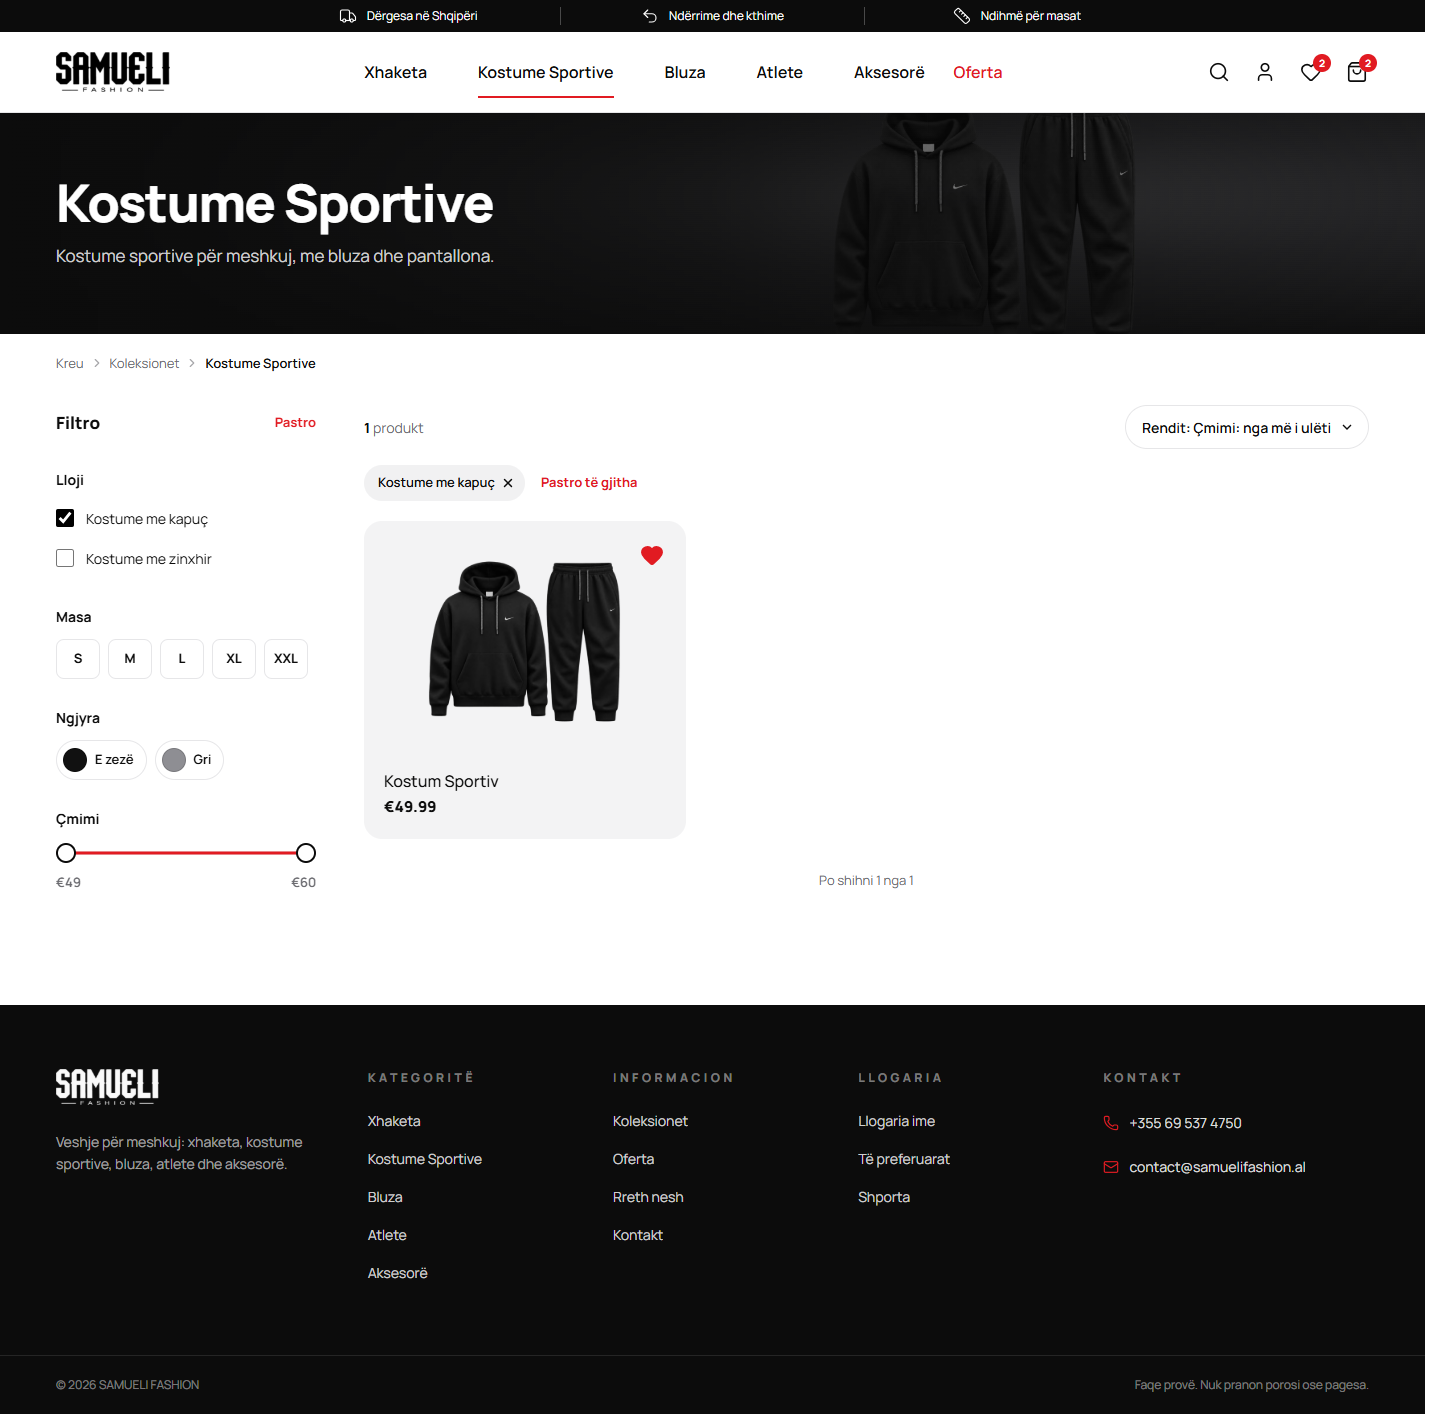 Dërgesa në Shqipëri
Ndërrime dhe kthime
Ndihmë për masat
SAMUELI
FASHION
Xhaketa
Kostume Sportive
Bluza
Atlete
Aksesorë
Oferta
2
2
Kostume Sportive
Kostume sportive për meshkuj, me bluza dhe pantallona.
Kreu
Koleksionet
Kostume Sportive
Filtro
Pastro
Lloji
Kostume me kapuç
Kostume me zinxhir
Masa
S
M
L
XL
XXL
Ngjyra
E zezë
Gri
Çmimi
€49
€60
1 produkt
Rendit: Çmimi: nga më i ulëti
Kostume me kapuç
Pastro të gjitha
Kostum Sportiv
€49.99
Po shihni 1 nga 1
SAMUELI
FASHION
Veshje për meshkuj: xhaketa, kostume
sportive, bluza, atlete dhe aksesorë.
KATEGORITË
Xhaketa
Kostume Sportive
Bluza
Atlete
Aksesorë
INFORMACION
Koleksionet
Oferta
Rreth nesh
Kontakt
LLOGARIA
Llogaria ime
Të preferuarat
Shporta
KONTAKT
+355 69 537 4750
contact@samuelifashion.al
© 2026 SAMUELI FASHION
Faqe provë. Nuk pranon porosi ose pagesa.